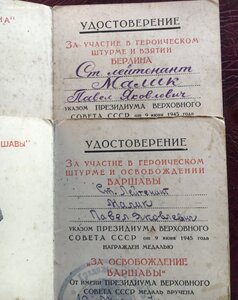 НА"
УДОСТОВЕРЕНИЕ
ЗА УЧАСТИЕ В ГЕРОИЧЕСКОМ
ШТУРМЕ И ВЗЯТИИ
БЕРЛИНА
Ст. лейтенант
Малик
Павел Яковлевич
УКАЗОМ ПРЕЗИДИУМА ВЕРХОВНОГО
СОВЕТА СССР от 9 июня 1945 года
ШАВЫ"
УДОСТОВЕРЕНИЕ
ЗА УЧАСТИЕ В ГЕРОИЧЕСКОМ
ШТУРМЕ И ОСВОБОЖДЕНИИ
ВАРШАВЫ
Ст. Лейтенант
Малик
Павел Яковлевич
УКАЗОМ ПРЕЗИДИУМА ВЕРХОВНОГО
СОВЕТА СССР от 9 июня 1945 года
НАГРАЖДЕН МЕДАЛЬЮ
"ЗА ОСВОБОЖДЕНИЕ
ВАРШАВЫ"
От имени ПРЕЗИДИУМА ВЕРХОВНОГО
СОВЕТА СССР МЕДАЛЬ ВРУЧЕНА